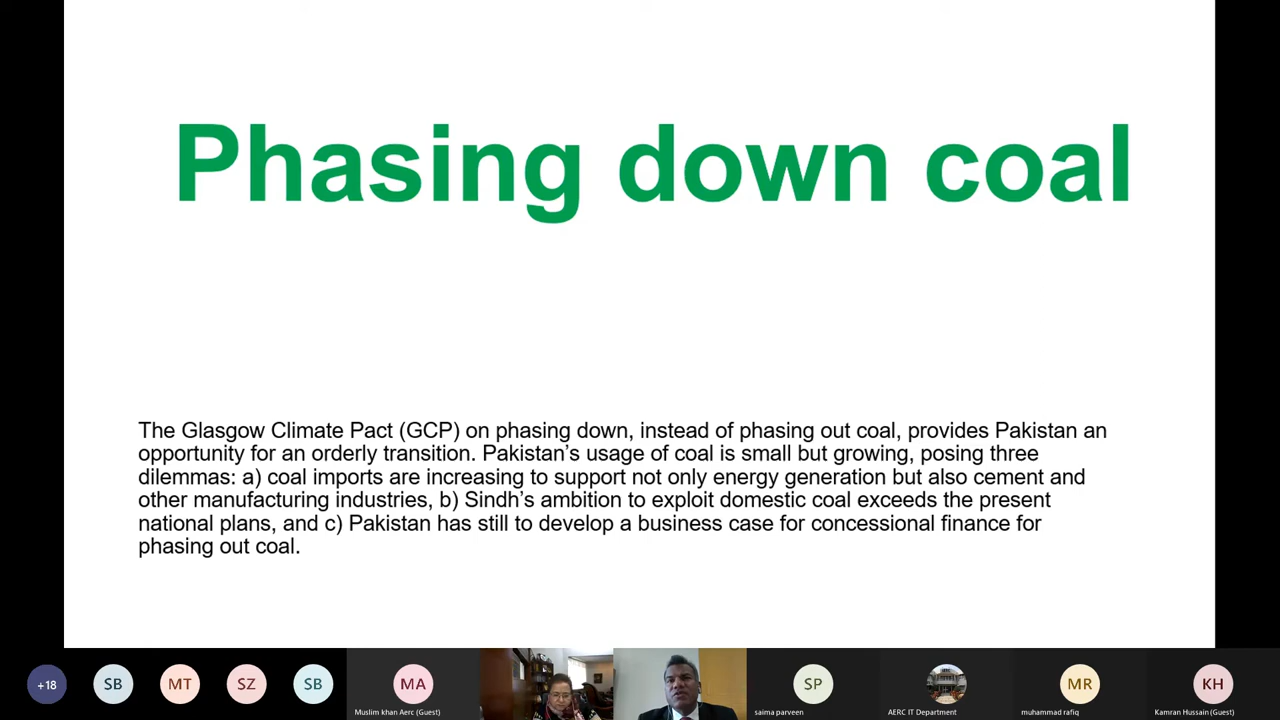 Phasing down coal
The Glasgow Climate Pact (GCP) on phasing down, instead of phasing out coal, provides Pakistan an
opportunity for an orderly transition. Pakistan’s usage of coal is small but growing, posing three
dilemmas: a) coal imports are increasing to support not only energy generation but also cement and
other manufacturing industries, b) Sindh’s ambition to exploit domestic coal exceeds the present
national plans, and c) Pakistan has still to develop a business case for concessional finance for
phasing out coal.
+18
SB
MT
SZ
SB
MA
SP
MR
KH
Muslim khan Aerc (Guest)
saima parveen
AERC IT Department
muhammad rafiq
Kamran Hussain (Guest)